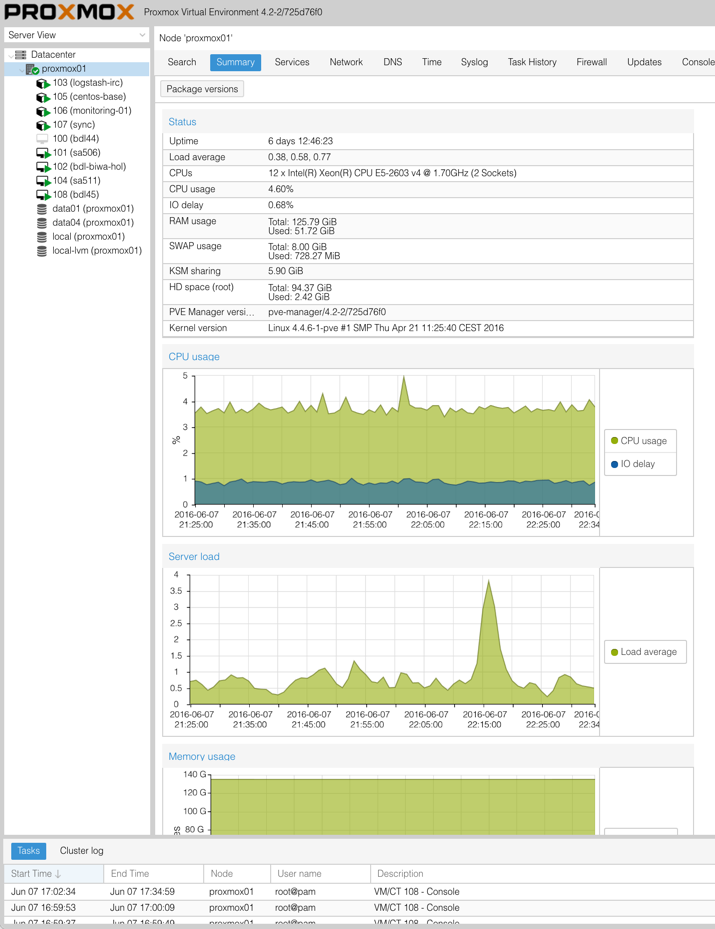 PROXMOX Proxmox Virtual Environment 4.2-2/725d76f0
Server View
Datacenter
proxmox01
103 (logstash-irc)
105 (centos-base)
106 (monitoring-01)
107 (sync)
100 (bdl44)
101 (sa506)
102 (bdl-biwa-hol)
104 (sa511)
108 (bdl45)
data01 (proxmox01)
data04 (proxmox01)
local (proxmox01)
local-lvm (proxmox01)
Node 'proxmox01'
Search Summary Services Network DNS Time Syslog Task History Firewall Updates Console
Package versions
Status
Uptime 6 days 12:46:23
Load average 0.38, 0.58, 0.77
CPUs 12 x Intel(R) Xeon(R) CPU E5-2603 v4 @ 1.70GHz (2 Sockets)
CPU usage 4.60%
IO delay 0.68%
RAM usage Total: 125.79 GiB
Used: 51.72 GiB
SWAP usage Total: 8.00 GiB
Used: 728.27 MiB
KSM sharing 5.90 GiB
HD space (root) Total: 94.37 GiB
Used: 2.42 GiB
PVE Manager versi... pve-manager/4.2-2/725d76f0
Kernel version Linux 4.4.6-1-pve #1 SMP Thu Apr 21 11:25:40 CEST 2016
CPU usage
5
4
3
%
2
1
0
2016-06-07 2016-06-07 2016-06-07 2016-06-07 2016-06-07 2016-06-07 2016-06-07 2016-0
21:25:00 21:35:00 21:45:00 21:55:00 22:05:00 22:15:00 22:25:00 22:34
CPU usage
IO delay
Server load
4
3.5
3
2.5
2
1.5
1
0.5
0
2016-06-07 2016-06-07 2016-06-07 2016-06-07 2016-06-07 2016-06-07 2016-06-07 2016-0
21:25:00 21:35:00 21:45:00 21:55:00 22:05:00 22:15:00 22:25:00 22:34
Load average
Memory usage
140 G
120 G
100 G
80 G
es
Tasks Cluster log
Start Time ↓ End Time Node User name Description
Jun 07 17:02:34 Jun 07 17:34:59 proxmox01 root@pam VM/CT 108 - Console
Jun 07 16:59:53 Jun 07 17:00:09 proxmox01 root@pam VM/CT 108 - Console
Jun 07 16:59:37 Jun 07 16:59:49 proxmox01 root@pam VM/CT 108 - Console